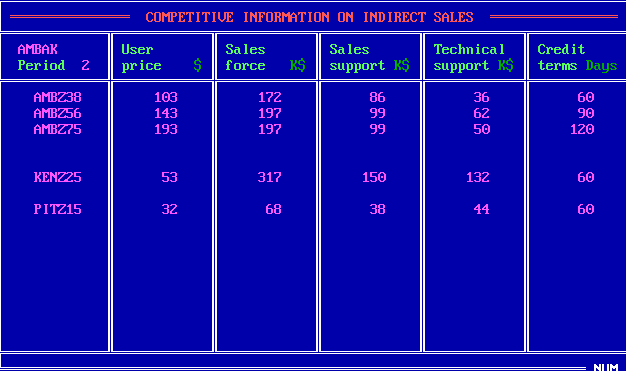 COMPETITIVE INFORMATION ON INDIRECT SALES
AMBAK User Sales Sales Technical Credit
Period 2 price $ force K$ support K$ support K$ terms Days
AMBZ38 103 172 86 36 60
AMBZ56 143 197 99 62 90
AMBZ75 193 197 99 50 120
KENZ25 53 317 150 132 60
PITZ15 32 68 38 44 60
NUM